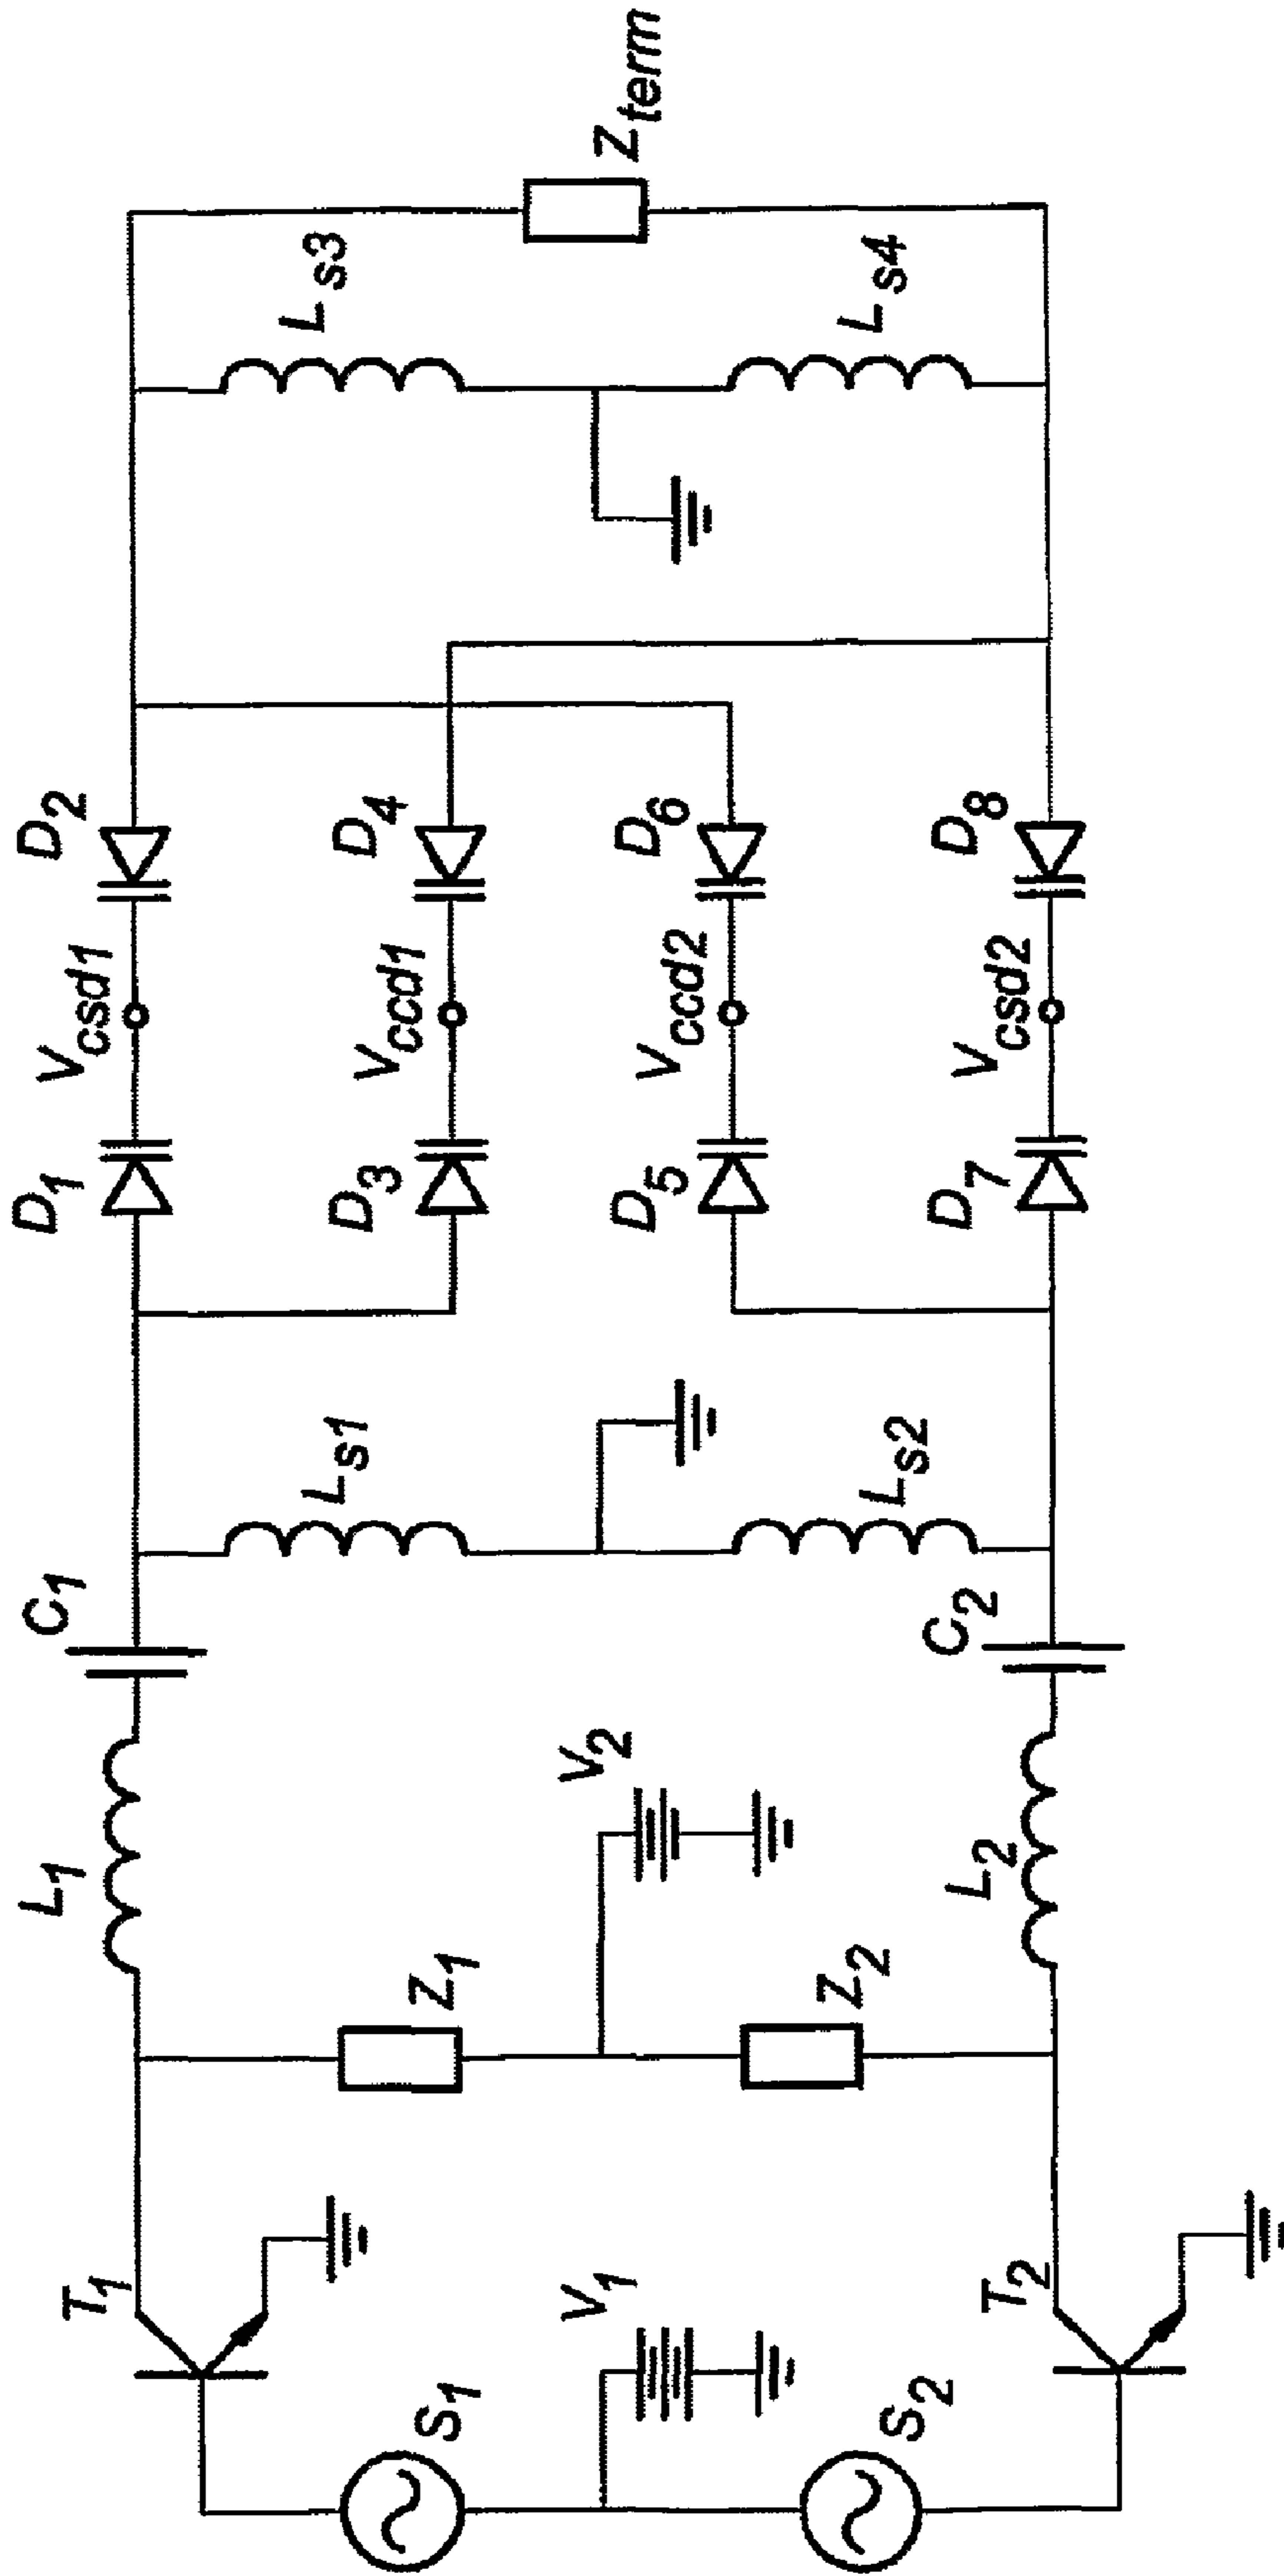 T1
L1
C1
D1
Vcsd1
D2
Zterm
Ls3
D3
Vccd1
D4
Ls1
Z1
S1
V1
V2
D5
Vccd2
D6
Ls4
Ls2
Z2
S2
T2
L2
C2
D7
Vcsd2
D8